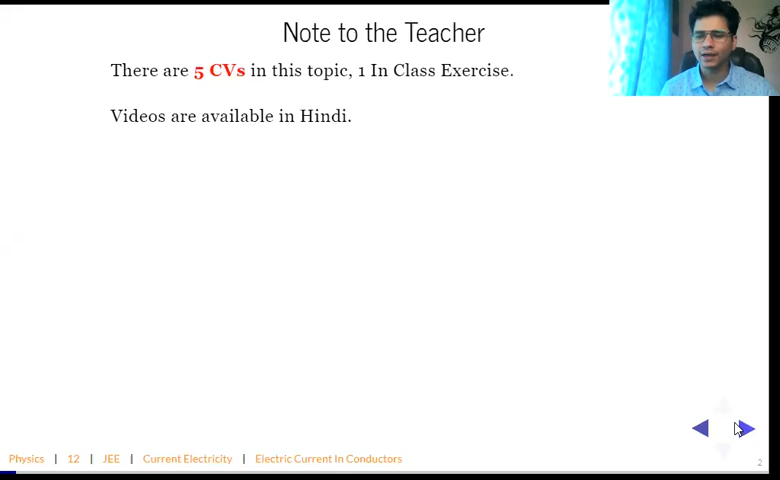 Note to the Teacher
There are 5 CVs in this topic, 1 In Class Exercise.
Videos are available in Hindi.
Physics | 12 | JEE | Current Electricity | Electric Current In Conductors
2